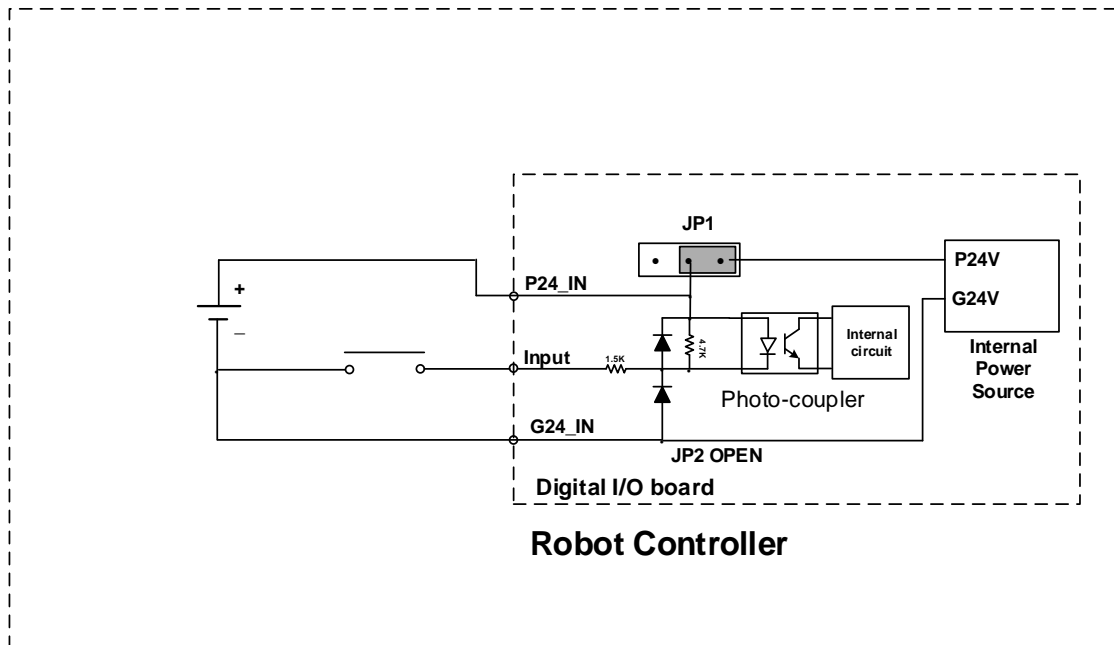 JP1
P24V
P24_IN
G24V
+
−
4.7K
Internal
circuit
Internal
Power
Source
Input
1.5K
Photo-coupler
G24_IN
JP2 OPEN
Digital I/O board
Robot Controller